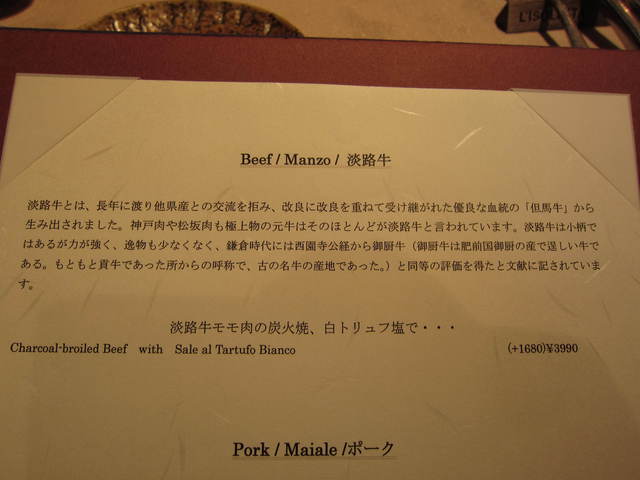 L'ISOLETTA
Beef / Manzo / 淡路牛
淡路牛とは、長年に渡り他県産との交流を拒み、改良に改良を重ねて受け継がれた優良な血統の「但馬牛」から
生み出されました。神戸肉や松坂肉も極上物の元牛はそのほとんどが淡路牛と言われています。淡路牛は小柄で
はあるが力が強く、逸物も少なくなく、鎌倉時代には西園寺公経から御厨牛（御厨牛は肥前国御厨の産で逞しい牛で
ある。もともと貢牛であった所からの呼称で、古の名牛の産地であった。）と同等の評価を得たと文献に記されていま
す。
淡路牛モモ肉の炭火焼、白トリュフ塩で・・・
Charcoal-broiled Beef with Sale al Tartufo Bianco (+1680)¥3990
Pork / Maiale /ポーク